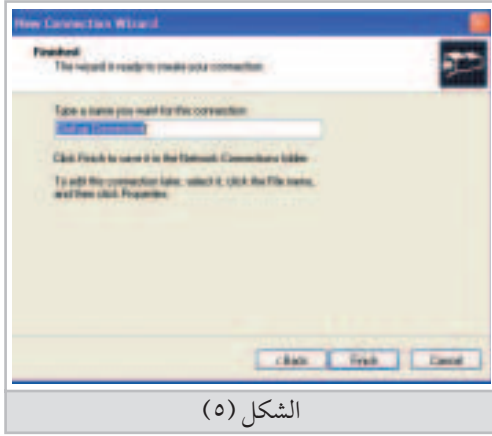 New Connection Wizard
Finished
The wizard is ready to create your connection
Type a name you want for this connection:
Dial-up Connection
Click Finish to save it in the Network Connections folder.
To edit this connection later, select it, click the File menu,
and then click Properties.
< Back Finish Cancel
الشكل (٥)